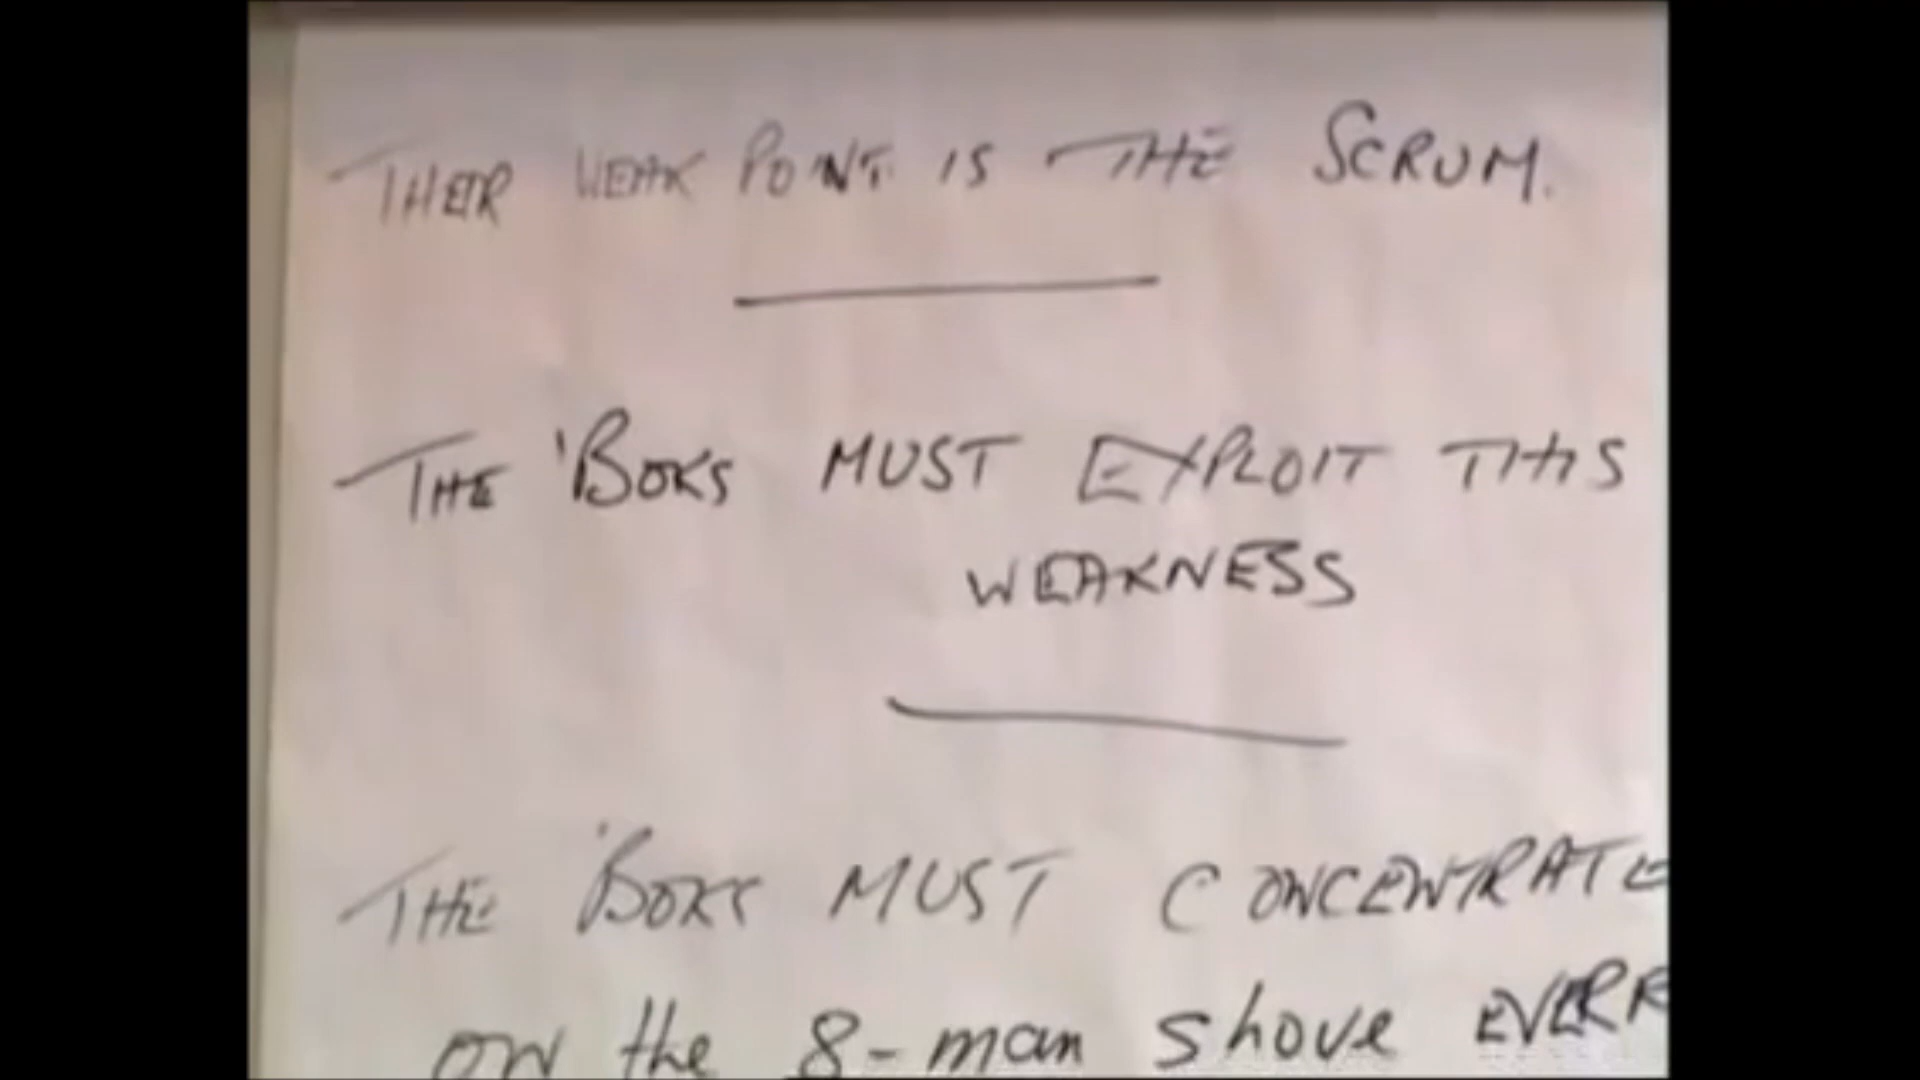 THEIR WEAK POINT IS THE SCRUM.
THE 'BOKS MUST EXPLOIT THIS
WEAKNESS
THE 'BOKS MUST CONCENTRATE
ON the 8-man shove